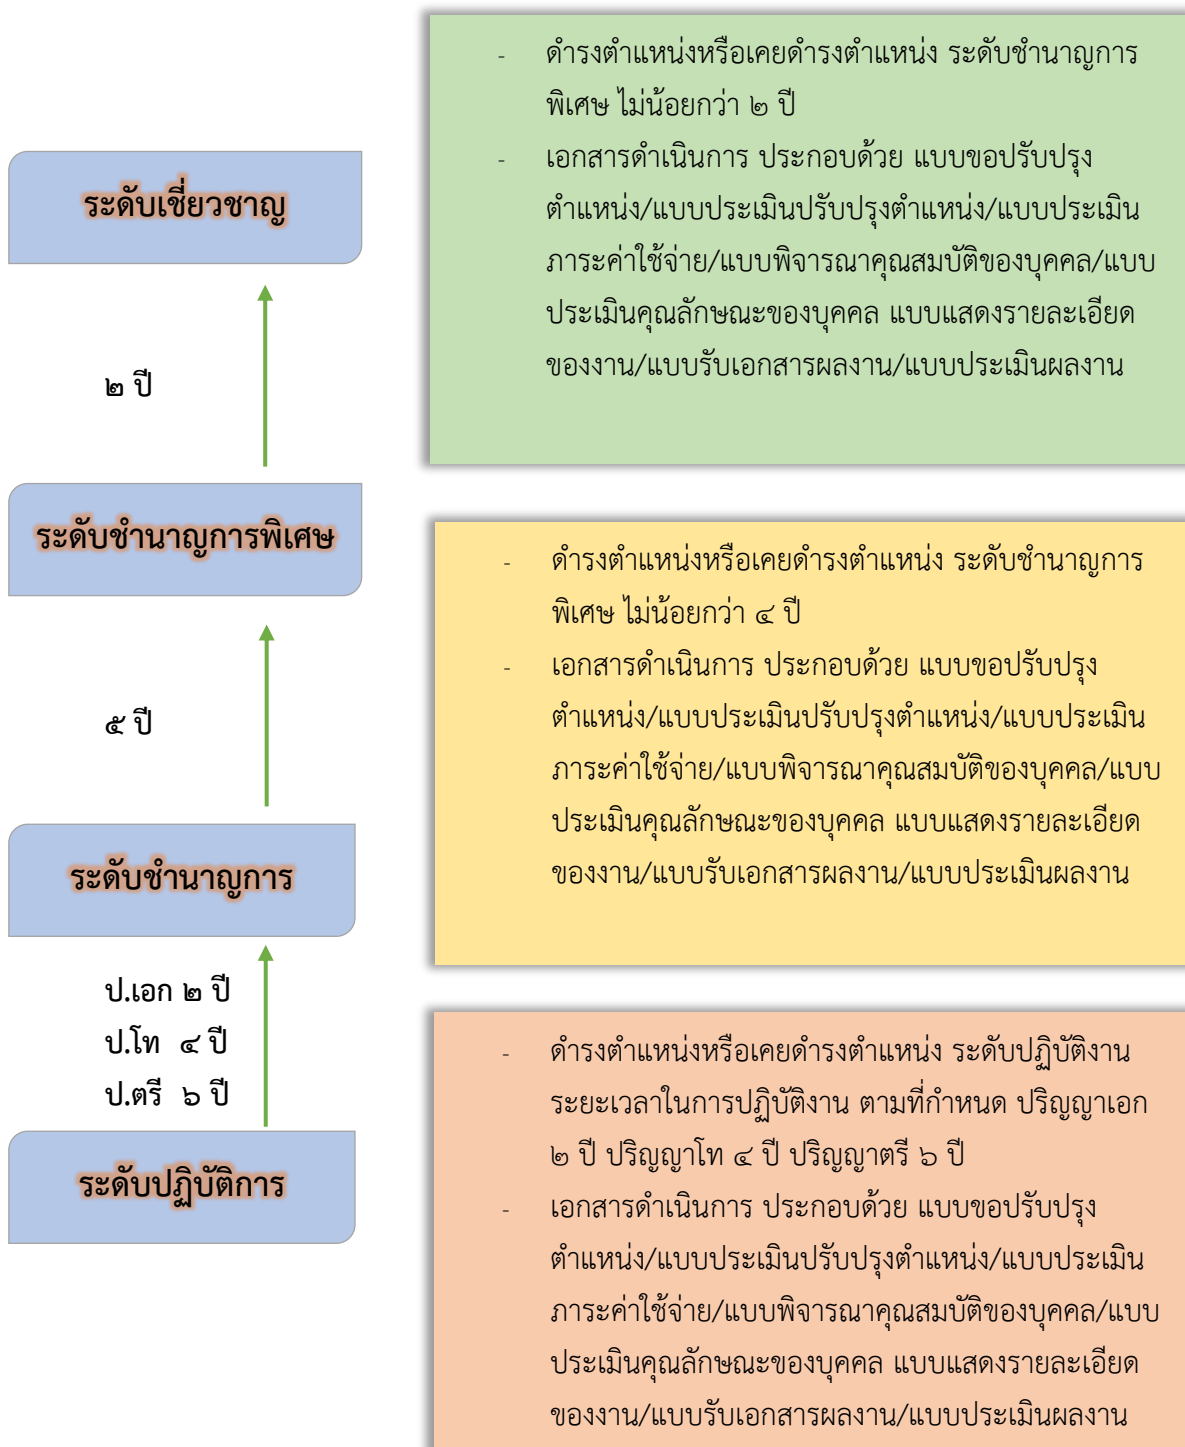 - ดำรงตำแหน่งหรือเคยดำรงตำแหน่ง ระดับชำนาญการ
พิเศษ ไม่น้อยกว่า ๒ ปี
- เอกสารดำเนินการ ประกอบด้วย แบบขอปรับปรุง
ตำแหน่ง/แบบประเมินปรับปรุงตำแหน่ง/แบบประเมิน
ภาระค่าใช้จ่าย/แบบพิจารณาคุณสมบัติของบุคคล/แบบ
ประเมินคุณลักษณะของบุคคล แบบแสดงรายละเอียด
ของงาน/แบบรับเอกสารผลงาน/แบบประเมินผลงาน
ระดับเชี่ยวชาญ
๒ ปี
ระดับชำนาญการพิเศษ
- ดำรงตำแหน่งหรือเคยดำรงตำแหน่ง ระดับชำนาญการ
พิเศษ ไม่น้อยกว่า ๔ ปี
- เอกสารดำเนินการ ประกอบด้วย แบบขอปรับปรุง
ตำแหน่ง/แบบประเมินปรับปรุงตำแหน่ง/แบบประเมิน
ภาระค่าใช้จ่าย/แบบพิจารณาคุณสมบัติของบุคคล/แบบ
ประเมินคุณลักษณะของบุคคล แบบแสดงรายละเอียด
ของงาน/แบบรับเอกสารผลงาน/แบบประเมินผลงาน
๕ ปี
ระดับชำนาญการ
ป.เอก ๒ ปี
ป.โท ๔ ปี
ป.ตรี ๖ ปี
ระดับปฏิบัติการ
- ดำรงตำแหน่งหรือเคยดำรงตำแหน่ง ระดับปฏิบัติงาน
ระยะเวลาในการปฏิบัติงาน ตามที่กำหนด ปริญญาเอก
๒ ปี ปริญญาโท ๔ ปี ปริญญาตรี ๖ ปี
- เอกสารดำเนินการ ประกอบด้วย แบบขอปรับปรุง
ตำแหน่ง/แบบประเมินปรับปรุงตำแหน่ง/แบบประเมิน
ภาระค่าใช้จ่าย/แบบพิจารณาคุณสมบัติของบุคคล/แบบ
ประเมินคุณลักษณะของบุคคล แบบแสดงรายละเอียด
ของงาน/แบบรับเอกสารผลงาน/แบบประเมินผลงาน